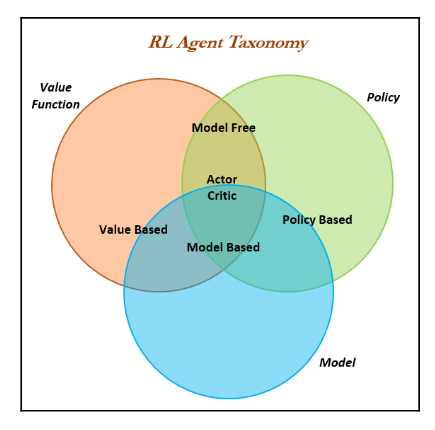 RL Agent Taxonomy
Value
Function
Policy
Model Free
Actor
Critic
Value Based
Policy Based
Model Based
Model